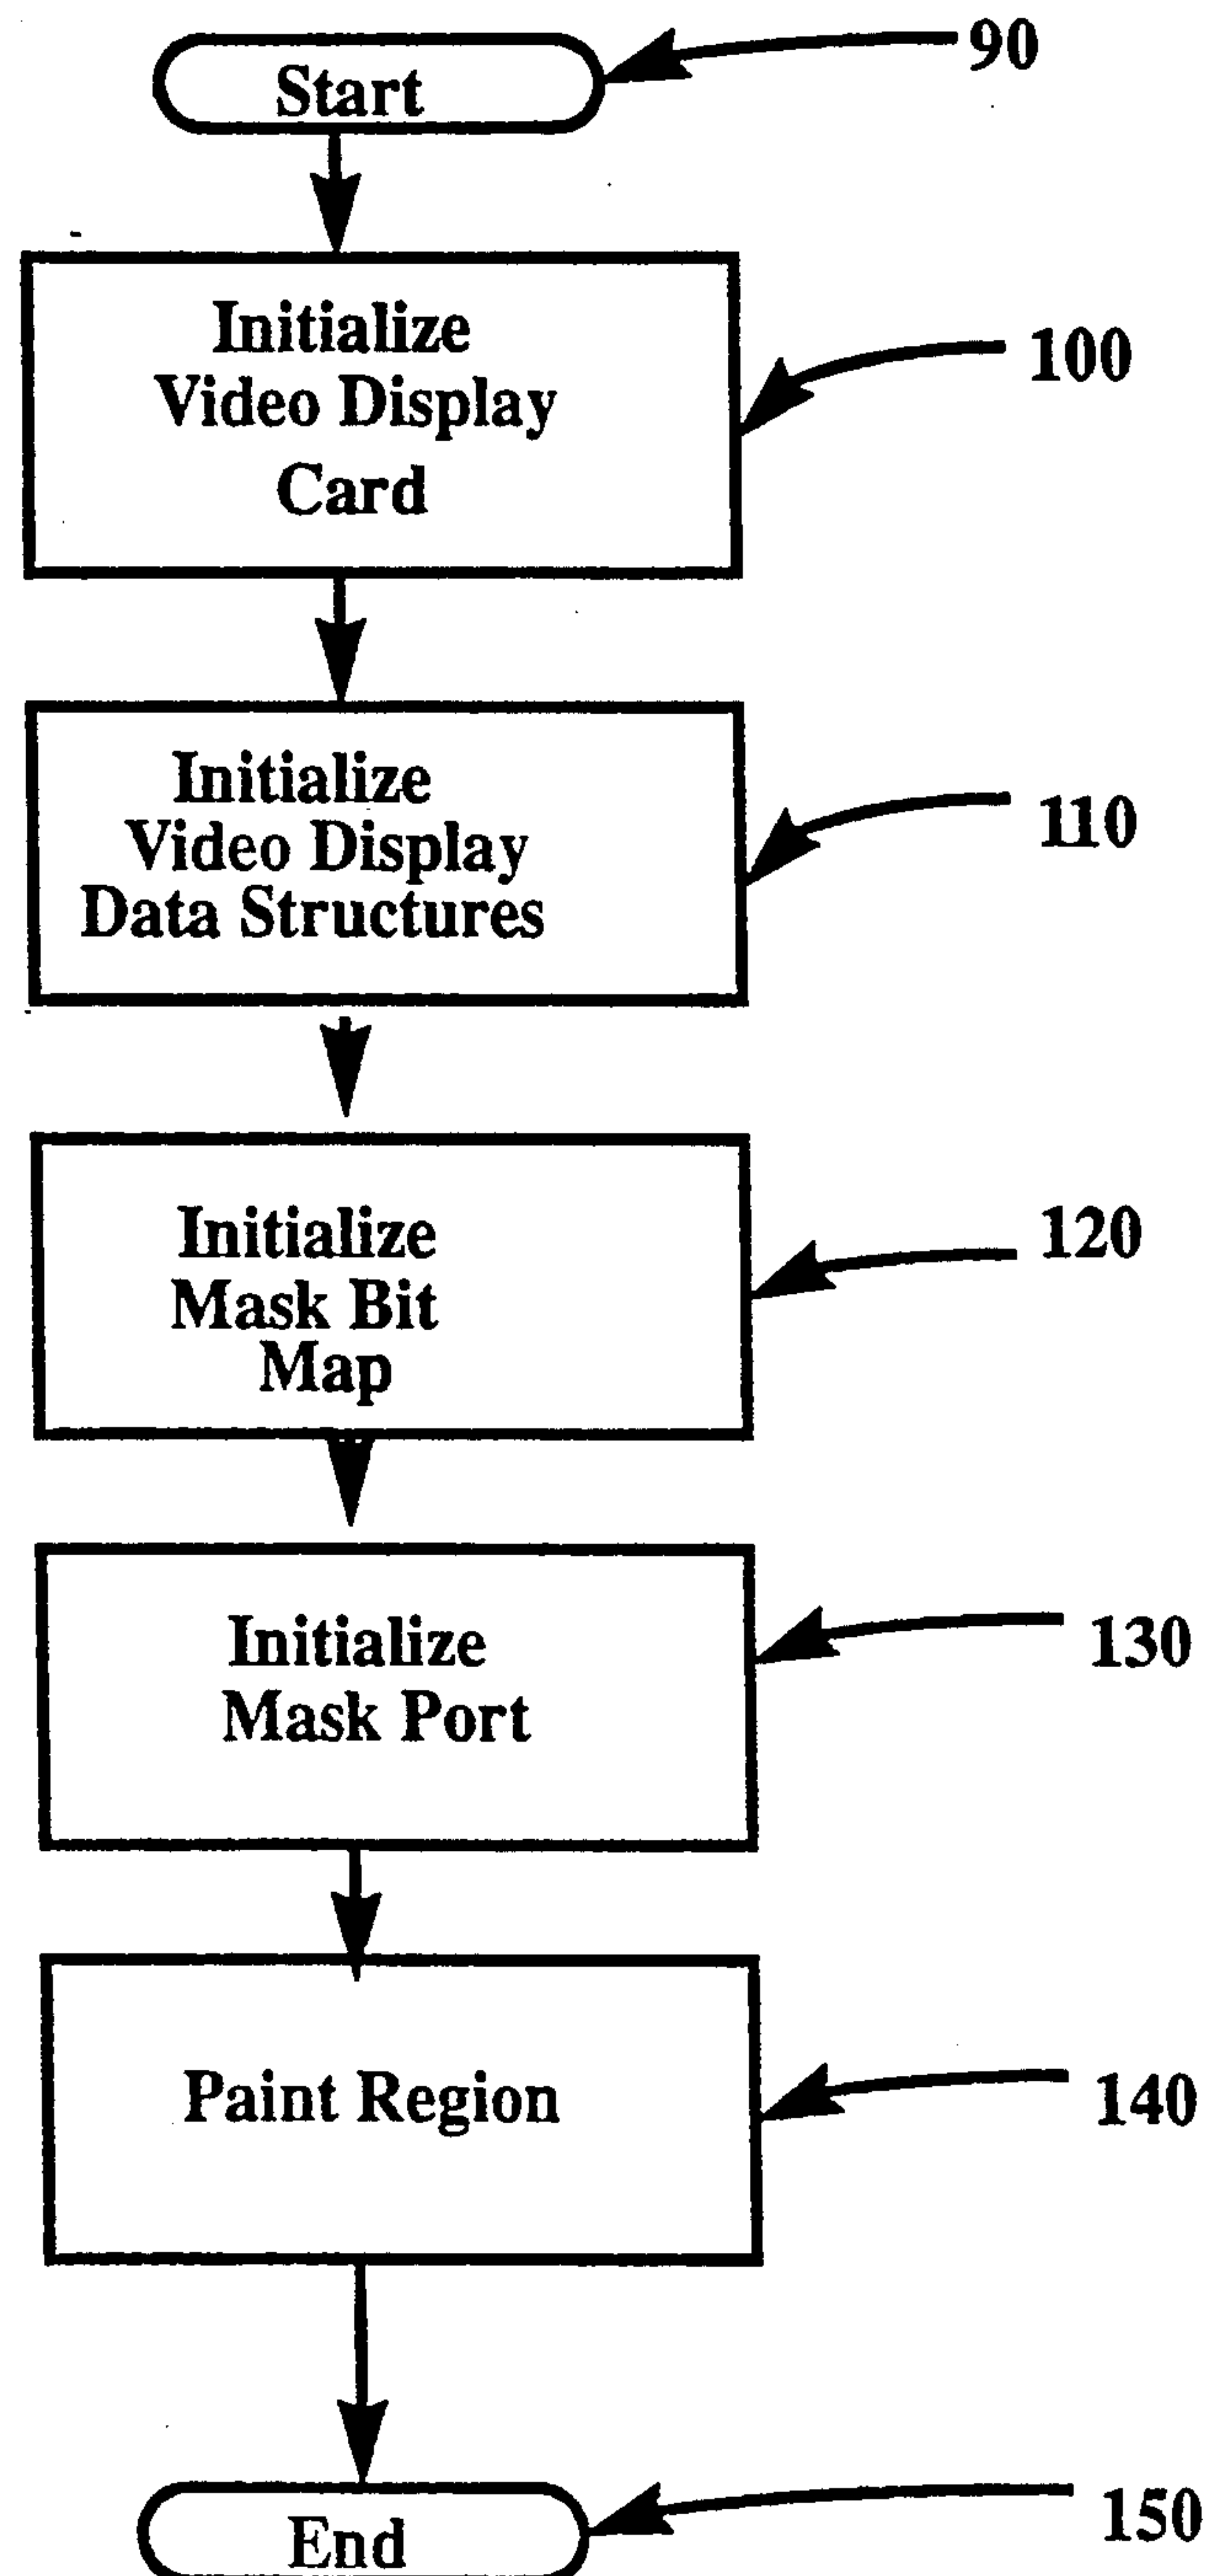 Start
90
Initialize
Video Display
Card
100
Initialize
Video Display
Data Structures
110
Initialize
Mask Bit
Map
120
Initialize
Mask Port
130
Paint Region
140
End
150